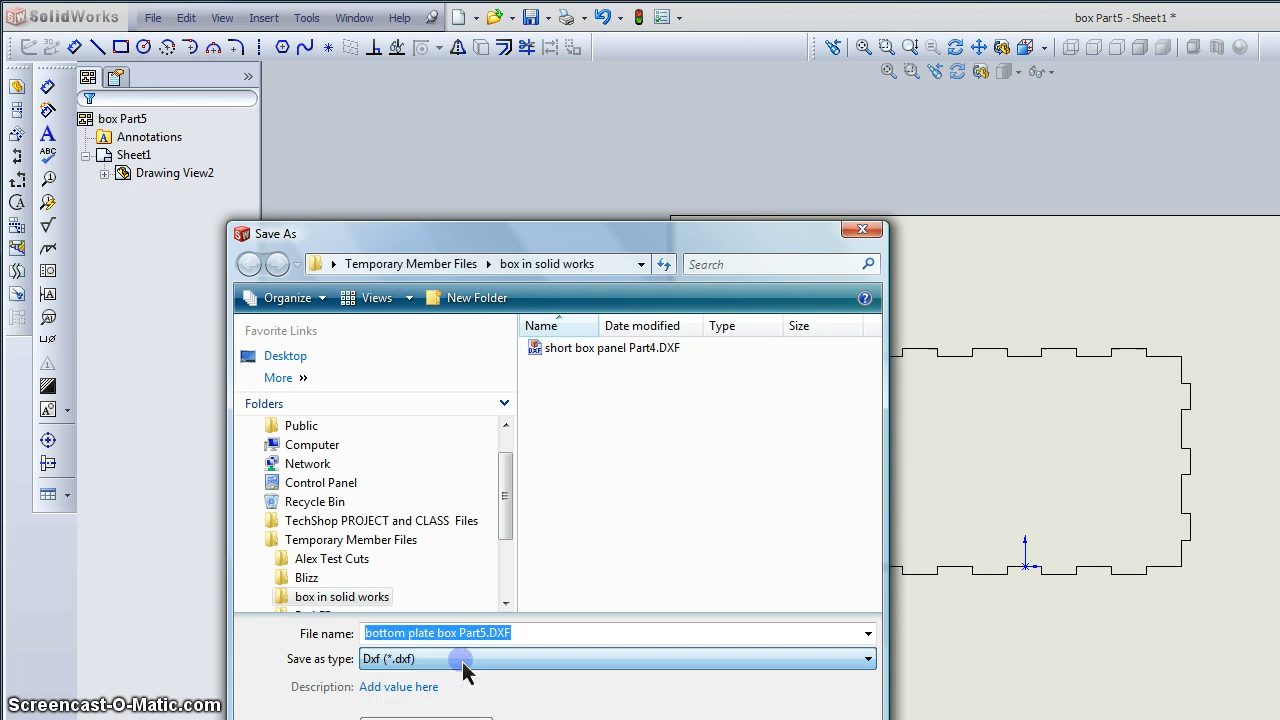 SolidWorks File Edit View Insert Tools Window Help box Part5 - Sheet1 *
3D
box Part5
A Annotations
Sheet1
Drawing View2
A
ABC
Save As
Temporary Member Files box in solid works Search
Organize Views New Folder
Favorite Links
Desktop
More
Folders
Public
Computer
Network
Control Panel
Recycle Bin
TechShop PROJECT and CLASS Files
Temporary Member Files
Alex Test Cuts
Blizz
box in solid works
Name Date modified Type Size
DXF short box panel Part4.DXF
File name: bottom plate box Part5.DXF
Save as type: Dxf (*.dxf)
Description: Add value here
Screencast-O-Matic.com